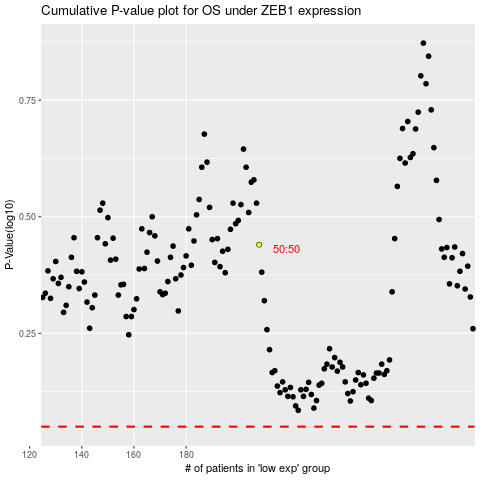 Cumulative P-value plot for OS under ZEB1 expression
P-Value(log10)
0.75
0.50
0.25
50:50
120 140 160 180
# of patients in 'low exp' group